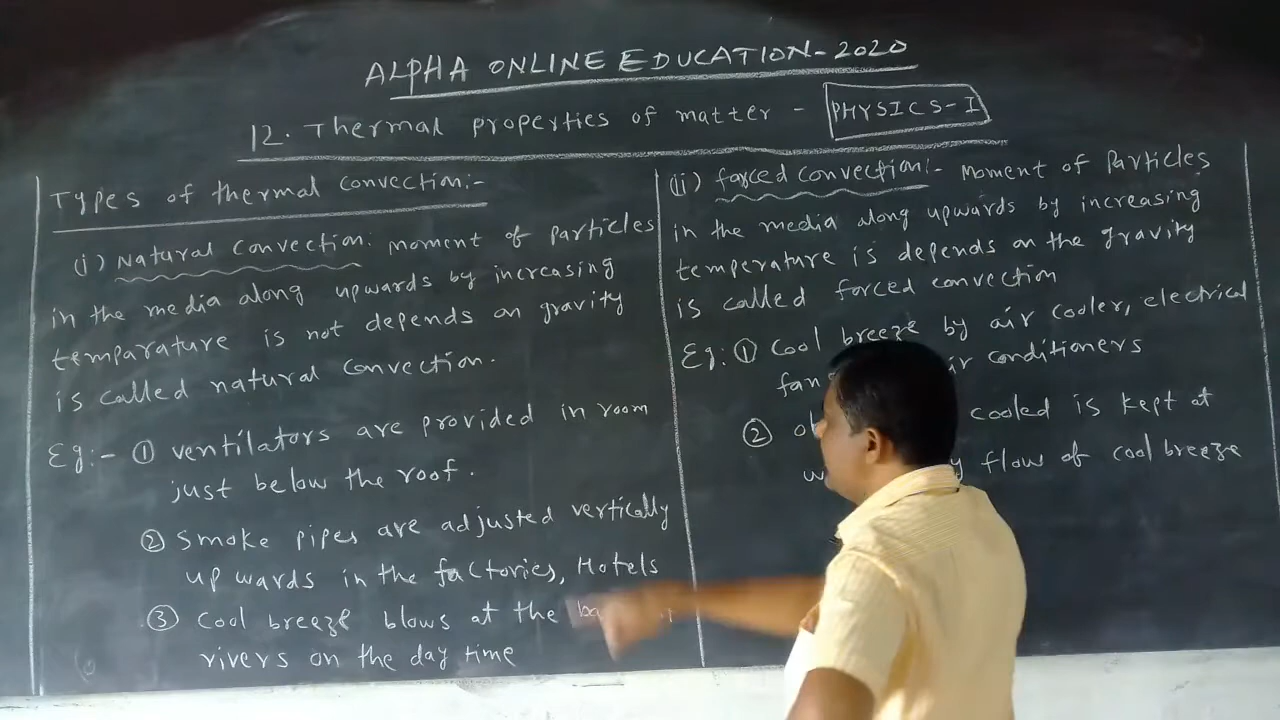 ALPHA ONLINE EDUCATION-2020
12. Thermal properties of matter - PHYSICS-I
Types of thermal convection:-
(i) Natural convection: moment of particles
in the media along upwards by increasing
temparature is not depends on gravity
is called natural convection.
Eg:- ① ventilators are provided in room
just below the roof.
② Smoke pipes are adjusted vertically
up wards in the factories, Hotels
③ Cool breeze blows at the
rivers on the day time
(ii) forced convection:- Moment of Particles
in the media along upwards by increasing
temperature is depends on the gravity
is called forced convection
Eg: ① Cool breeze by air cooler, electrical
fan conditioners
② cooled is kept at
flow of cool breeze